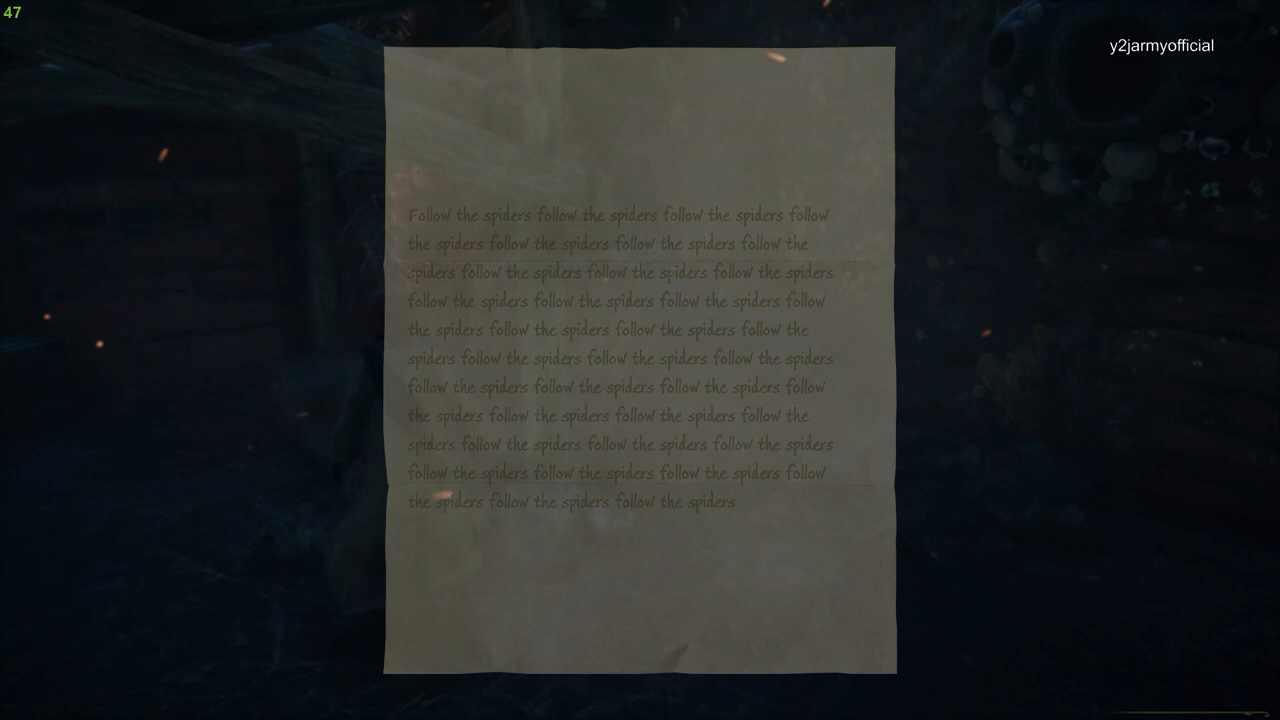 47
y2jarmyofficial
Follow the spiders follow the spiders follow the spiders follow
the spiders follow the spiders follow the spiders follow the
spiders follow the spiders follow the spiders follow the spiders
follow the spiders follow the spiders follow the spiders follow
the spiders follow the spiders follow the spiders follow the
spiders follow the spiders follow the spiders follow the spiders
follow the spiders follow the spiders follow the spiders follow
the spiders follow the spiders follow the spiders follow the
spiders follow the spiders follow the spiders follow the spiders
follow the spiders follow the spiders follow the spiders follow
the spiders follow the spiders follow the spiders